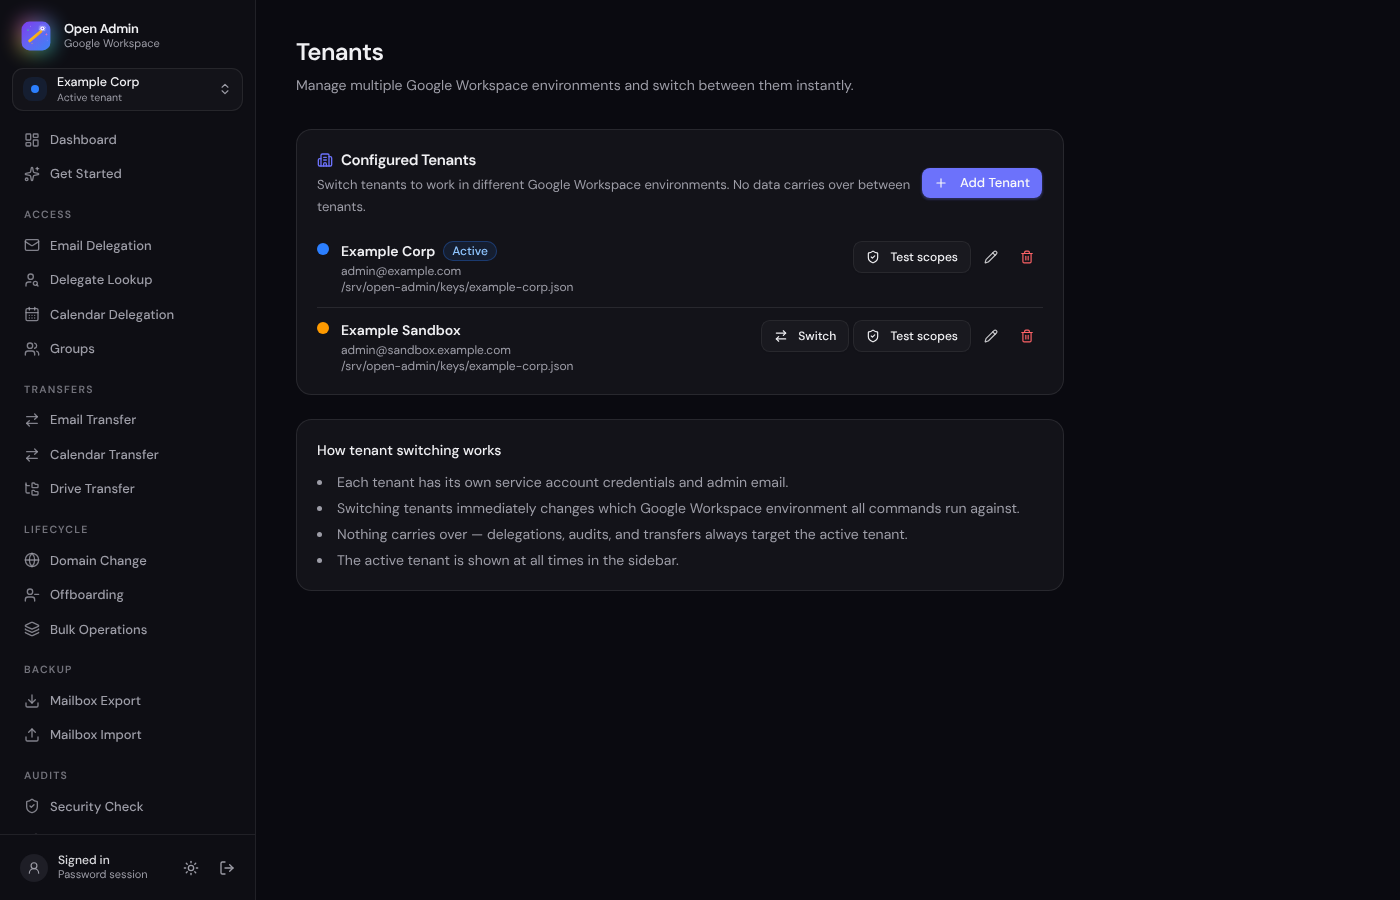 Open Admin
Google Workspace
Example Corp
Active tenant
Dashboard
Get Started
ACCESS
Email Delegation
Delegate Lookup
Calendar Delegation
Groups
TRANSFERS
Email Transfer
Calendar Transfer
Drive Transfer
LIFECYCLE
Domain Change
Offboarding
Bulk Operations
BACKUP
Mailbox Export
Mailbox Import
AUDITS
Security Check
Signed in
Password session
Tenants
Manage multiple Google Workspace environments and switch between them instantly.
Configured Tenants
Switch tenants to work in different Google Workspace environments. No data carries over between
tenants.
Add Tenant
Example Corp Active
admin@example.com
/srv/open-admin/keys/example-corp.json
Test scopes
Example Sandbox
admin@sandbox.example.com
/srv/open-admin/keys/example-corp.json
Switch Test scopes
How tenant switching works
Each tenant has its own service account credentials and admin email.
Switching tenants immediately changes which Google Workspace environment all commands run against.
Nothing carries over — delegations, audits, and transfers always target the active tenant.
The active tenant is shown at all times in the sidebar.